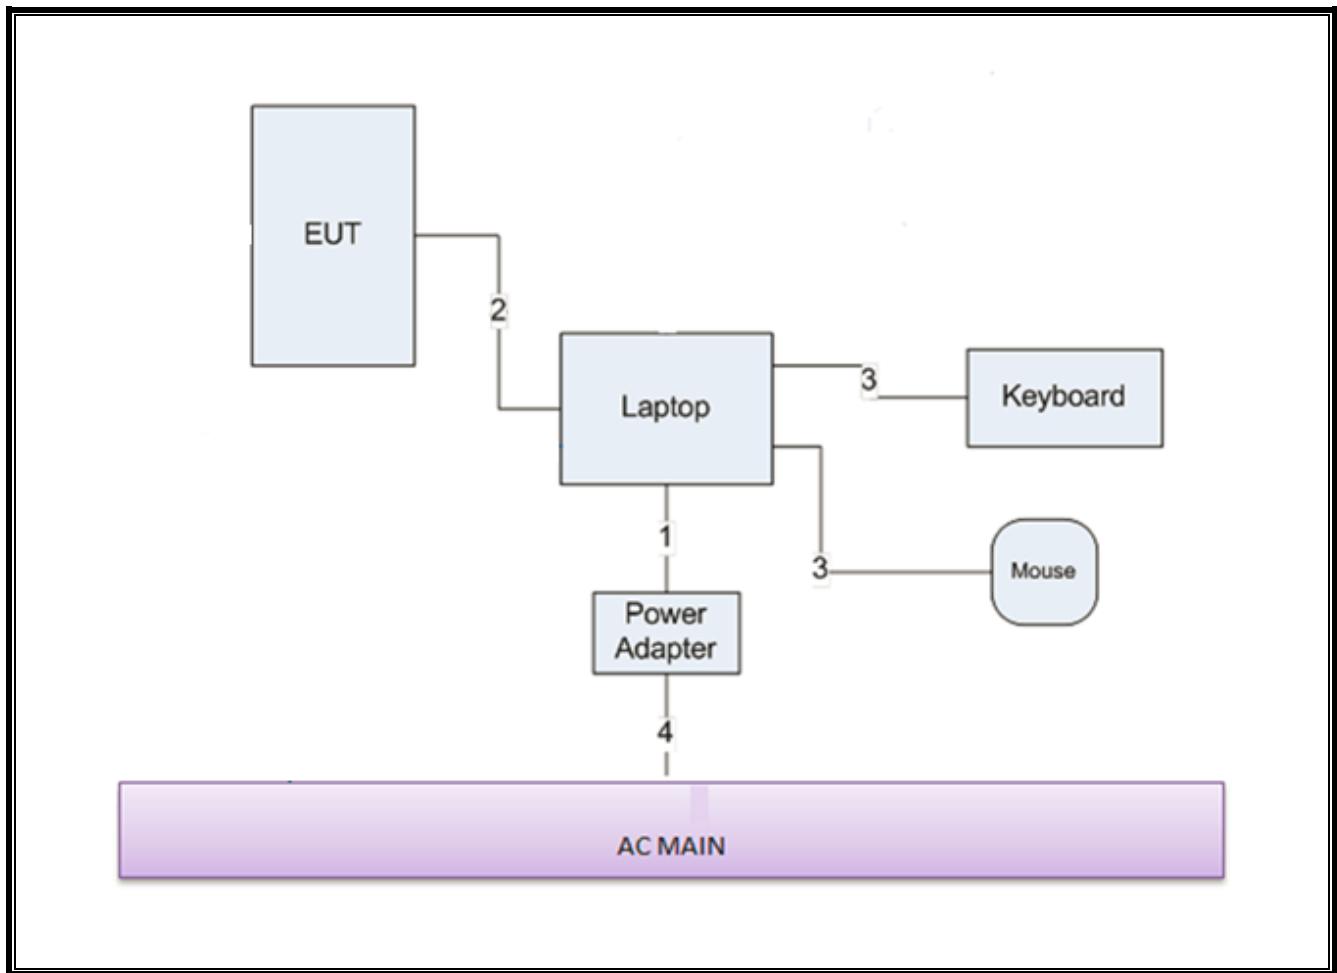 EUT
2
Laptop
3
Keyboard
1
3
Mouse
Power
Adapter
4
AC MAIN